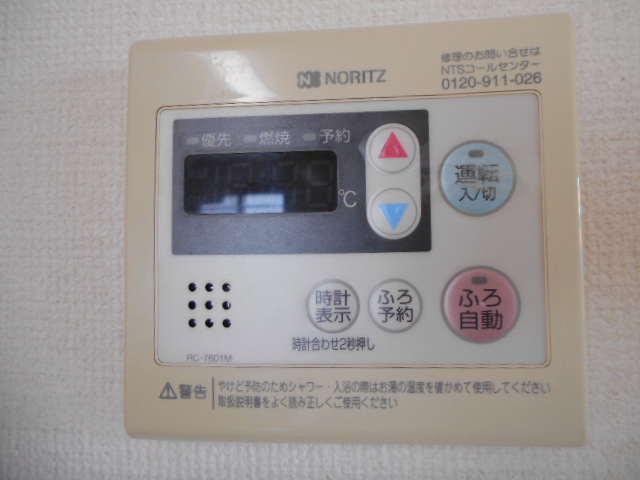 NORITZ
修理のお問い合せは
NTSコールセンター
0120-911-026
優先 燃焼 予約
℃
運転
入/切
時計
表示
ふろ
予約
ふろ
自動
時計合わせ2秒押し
RC-7601M
警告
やけど予防のためシャワー・入浴の際はお湯の温度を確かめて使用してください
取扱説明書をよく読み正しくご使用ください